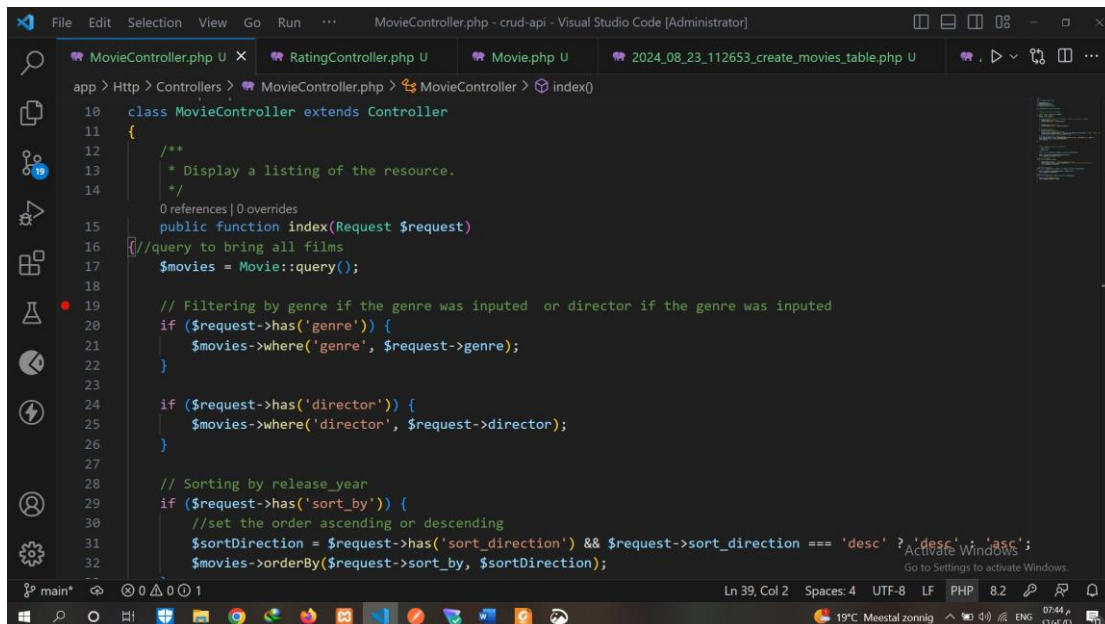 File Edit Selection View Go Run ··· MovieController.php - crud-api - Visual Studio Code [Administrator]
MovieController.php U RatingController.php U Movie.php U 2024_08_23_112653_create_movies_table.php U
app > Http > Controllers > MovieController.php > MovieController > index()
10 class MovieController extends Controller
11 {
12 /**
13 * Display a listing of the resource.
14 */
0 references | 0 overrides
15 public function index(Request $request)
16 {//query to bring all films
17 $movies = Movie::query();
18
19 // Filtering by genre if the genre was inputed  or director if the genre was inputed
20 if ($request->has('genre')) {
21 $movies->where('genre', $request->genre);
22 }
23
24 if ($request->has('director')) {
25 $movies->where('director', $request->director);
26 }
27
28 // Sorting by release_year
29 if ($request->has('sort_by')) {
30 //set the order ascending or descending
31 $sortDirection = $request->has('sort_direction') && $request->sort_direction === 'desc' ? 'desc' : 'asc';
32 $movies->orderBy($request->sort_by, $sortDirection);
Activate Windows
Go to Settings to activate Windows.
19
main* 0 0 1 Ln 39, Col 2 Spaces: 4 UTF-8 LF PHP 8.2
19°C Meestal zonnig ENG 07:44 م